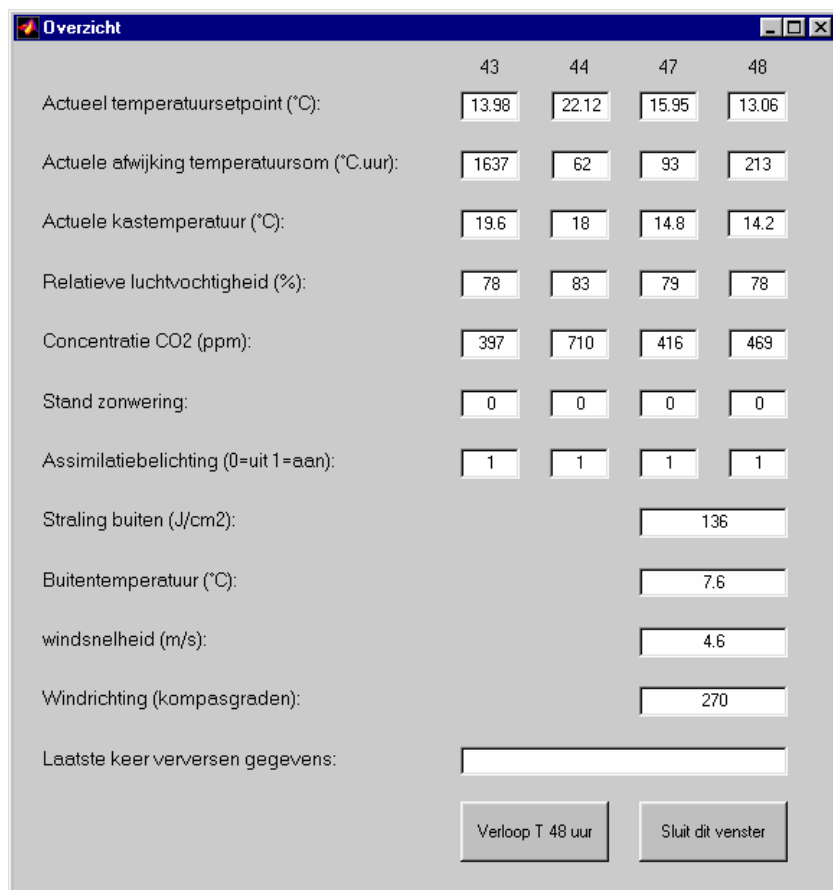 Overzicht
43 44 47 48
Actueel temperatuursetpoint (°C): 13.98 22.12 15.95 13.06
Actuele afwijking temperatuursom (°C.uur): 1637 62 93 213
Actuele kastemperatuur (°C): 19.6 18 14.8 14.2
Relatieve luchtvochtigheid (%): 78 83 79 78
Concentratie CO2 (ppm): 397 710 416 469
Stand zonwering: 0 0 0 0
Assimilatiebelichting (0=uit 1=aan): 1 1 1 1
Straling buiten (J/cm2): 136
Buitentemperatuur (°C): 7.6
windsnelheid (m/s): 4.6
Windrichting (kompasgraden): 270
Laatste keer verversen gegevens:
Verloop T 48 uur Sluit dit venster